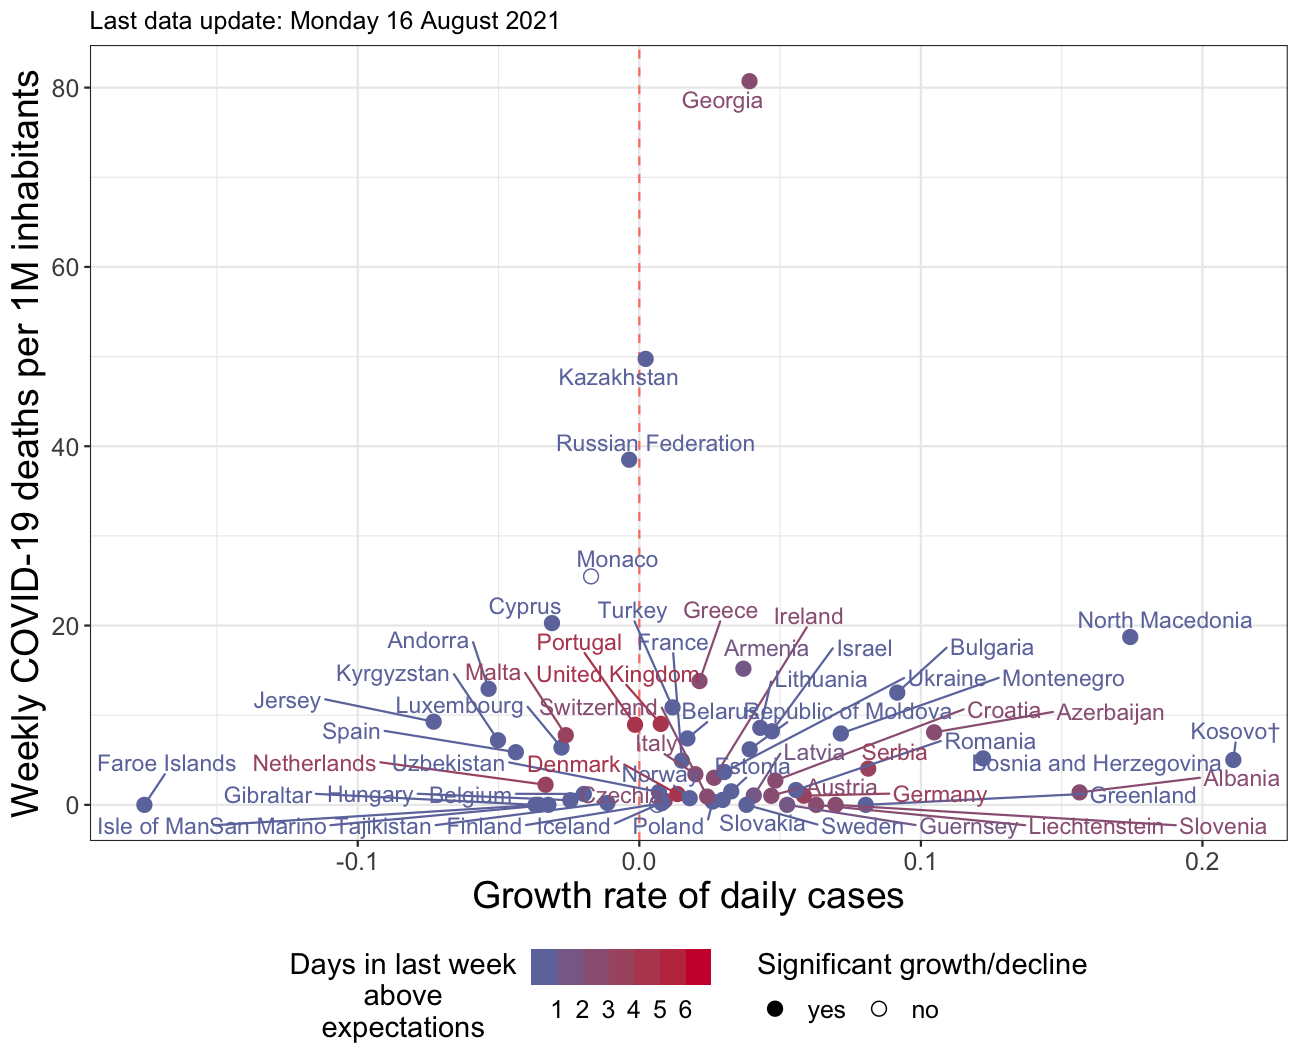 Last data update: Monday 16 August 2021
Weekly COVID-19 deaths per 1M inhabitants
80
60
40
20
0
Georgia
Kazakhstan
Russian Federation
Monaco
Cyprus
Turkey
Greece
Ireland
North Macedonia
Andorra
Portugal
France
Armenia
Israel
Bulgaria
Kyrgyzstan
Malta
United Kingdom
Lithuania
Ukraine
Montenegro
Jersey
Luxembourg
Switzerland
Belarus
Republic of Moldova
Croatia
Azerbaijan
Spain
Italy
Latvia
Serbia
Romania
Kosovo†
Faroe Islands
Netherlands
Uzbekistan
Denmark
Norway
Estonia
Bosnia and Herzegovina
Albania
Gibraltar
Hungary
Belgium
Czechia
Austria
Germany
Greenland
Isle of Man
San Marino
Tajikistan
Finland
Iceland
Poland
Slovakia
Sweden
Guernsey
Liechtenstein
Slovenia
-0.1
0.0
0.1
0.2
Growth rate of daily cases
Days in last week
above
expectations
1 2 3 4 5 6
Significant growth/decline
yes
no